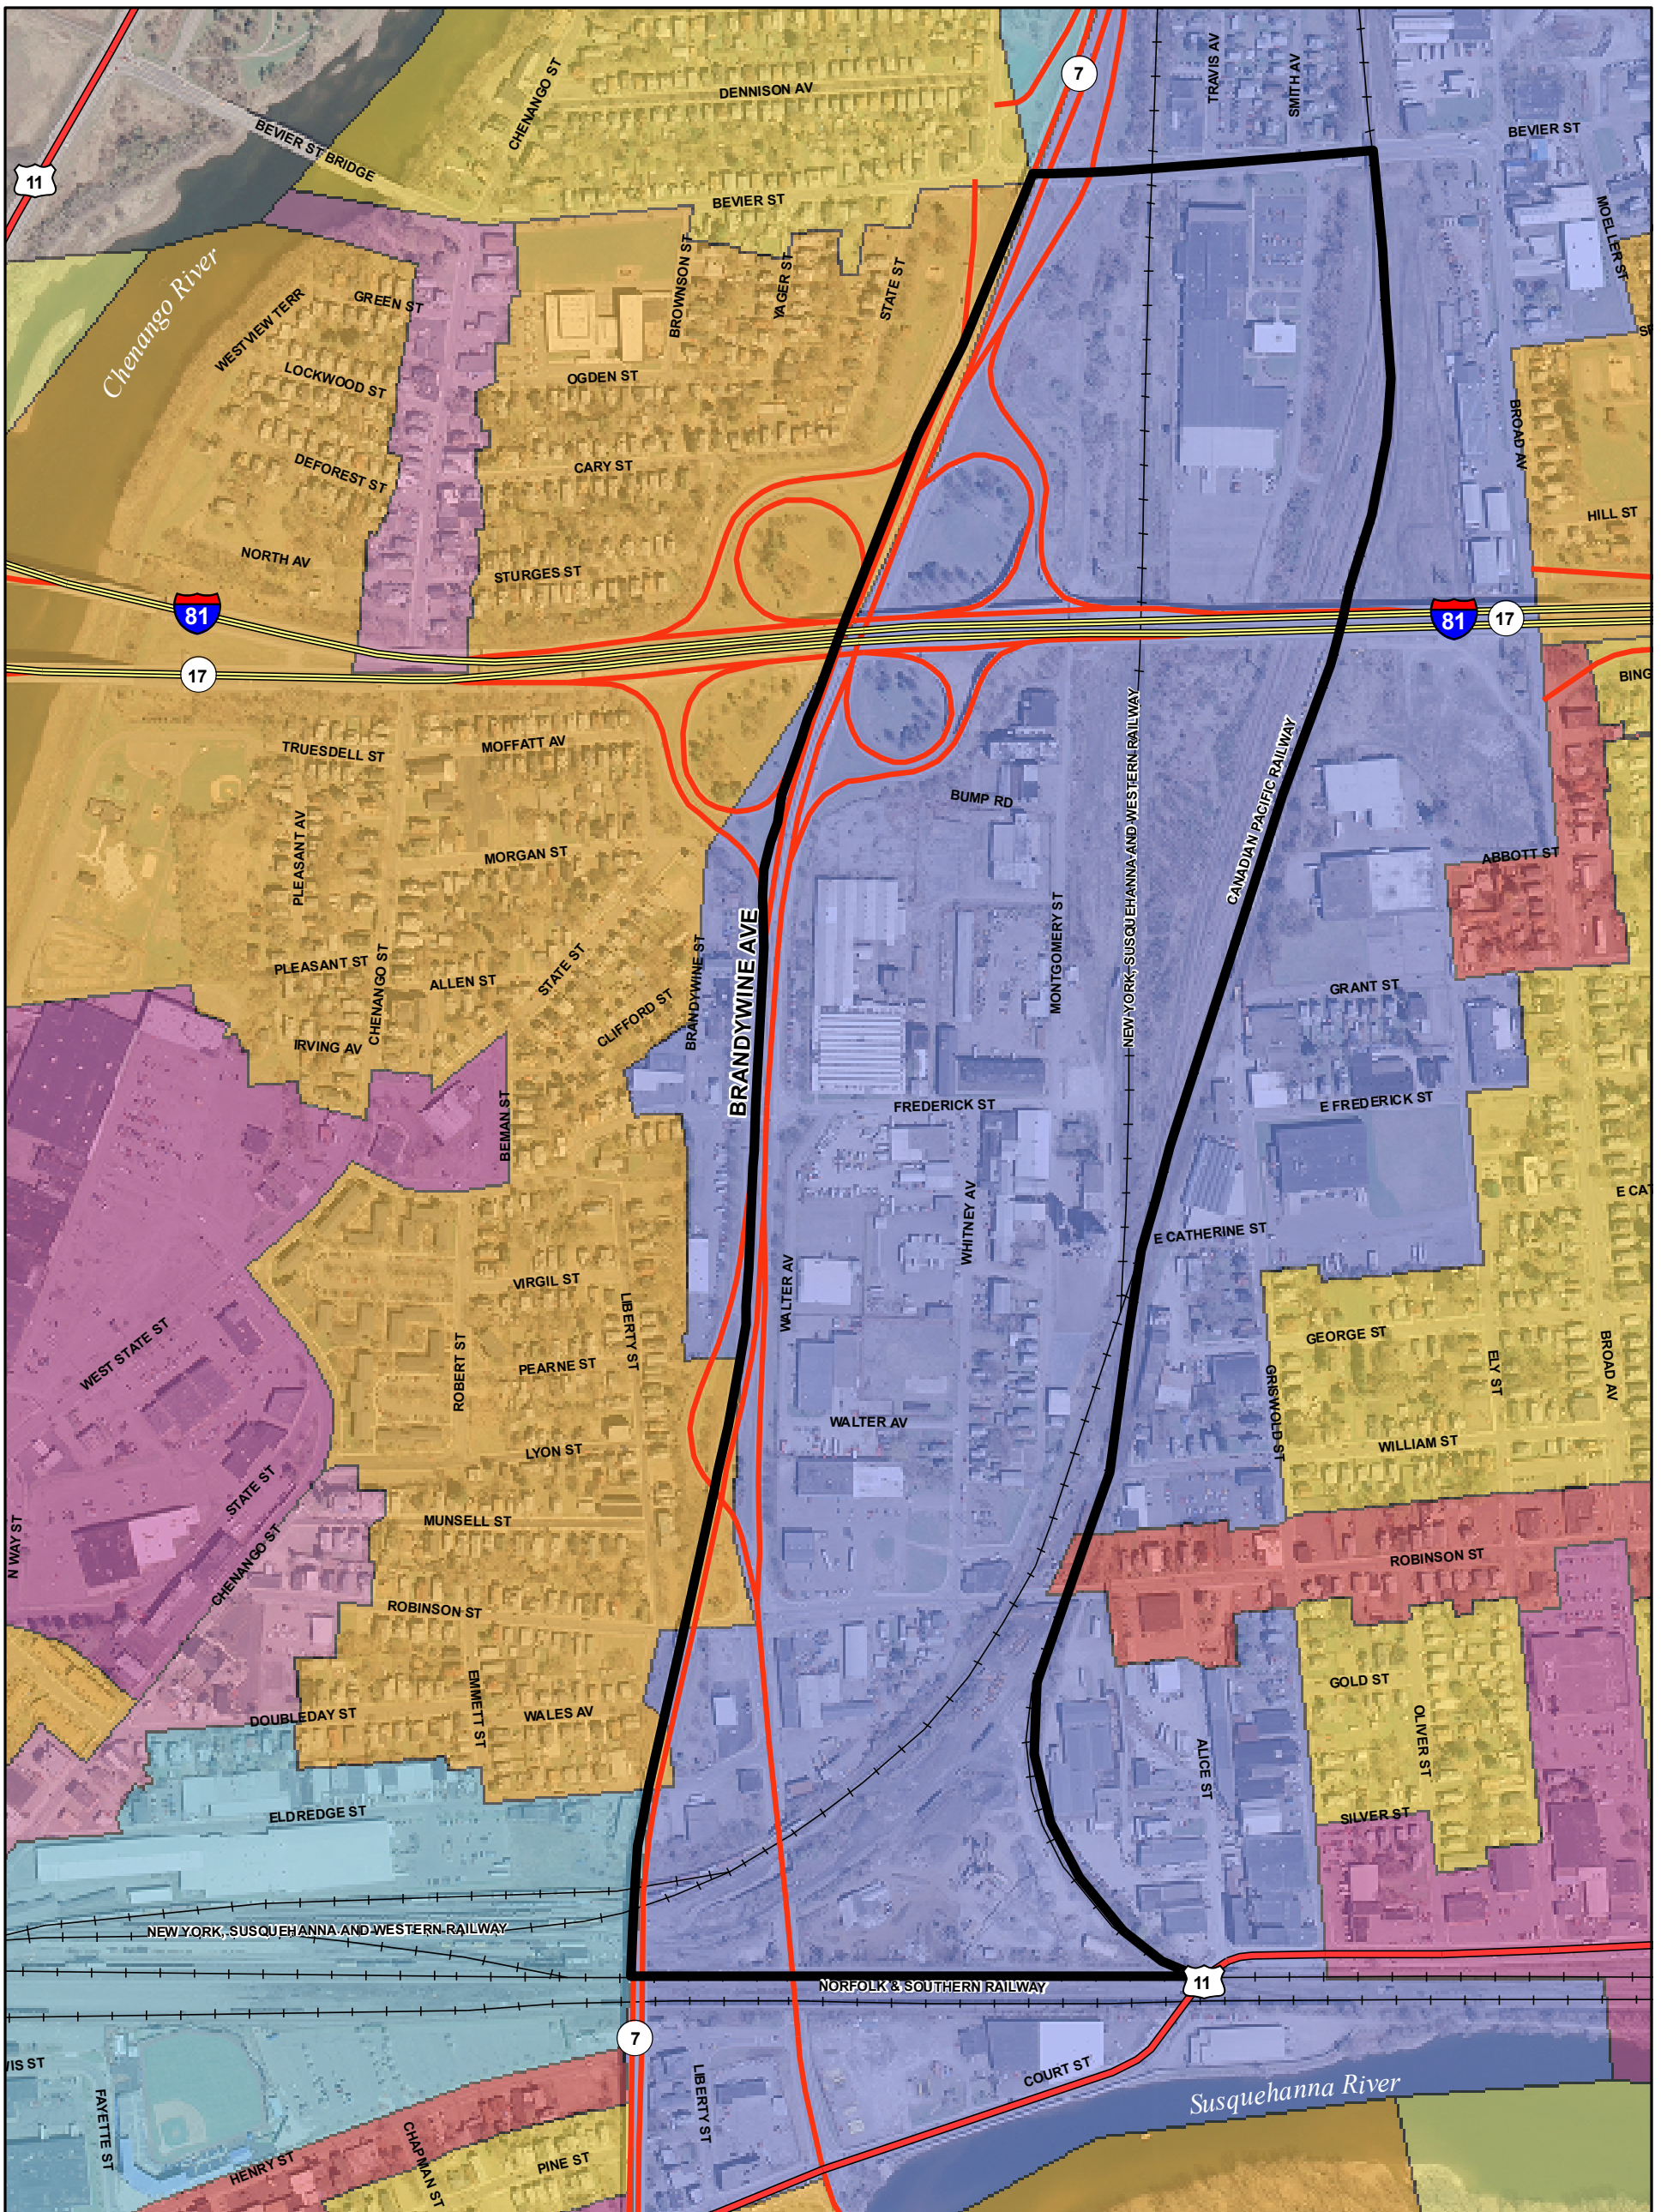 7
TRAVIS AV
SMITH AV
CHENANGO ST
DENNISON AV
BEVIER ST BRIDGE
BEVIER ST
11
BEVIER ST
MOELLER ST
Chenango River
GREEN ST
WESTVIEW TERR
BROWNSON ST
YAGER ST
STATE ST
LOCKWOOD ST
OGDEN ST
BROAD AV
DEFOREST ST
CARY ST
HILL ST
NORTH AV
STURGES ST
81
81
17
17
BING
TRUESDELL ST
MOFFATT AV
NEW YORK, SUSQUEHANNA AND WESTERN RAILWAY
CANADIAN PACIFIC RAILWAY
BUMP RD
PLEASANT AV
MORGAN ST
ABBOTT ST
BRANDYWINE AVE
BRANDYWINE ST
MONTGOMERY ST
PLEASANT ST
CHENANGO ST
ALLEN ST
STATE ST
CLIFFORD ST
GRANT ST
IRVING AV
BEMAN ST
FREDERICK ST
E FREDERICK ST
WHITNEY AV
E CAT
E CATHERINE ST
VIRGIL ST
WALTER AV
LIBERTY ST
WEST STATE ST
ROBERT ST
PEARNE ST
GEORGE ST
ELY ST
BROAD AV
GRISWOLD ST
WALTER AV
LYON ST
WILLIAM ST
STATE ST
MUNSELL ST
N WAY ST
CHENANGO ST
ROBINSON ST
ROBINSON ST
EMMETT ST
GOLD ST
DOUBLEDAY ST
WALES AV
OLIVER ST
ALICE ST
ELDREDGE ST
SILVER ST
NEW YORK, SUSQUEHANNA AND WESTERN RAILWAY
NORFOLK & SOUTHERN RAILWAY
11
7
VIS ST
LIBERTY ST
COURT ST
Susquehanna River
FAYETTE ST
HENRY ST
CHAPMAN ST
PINE ST